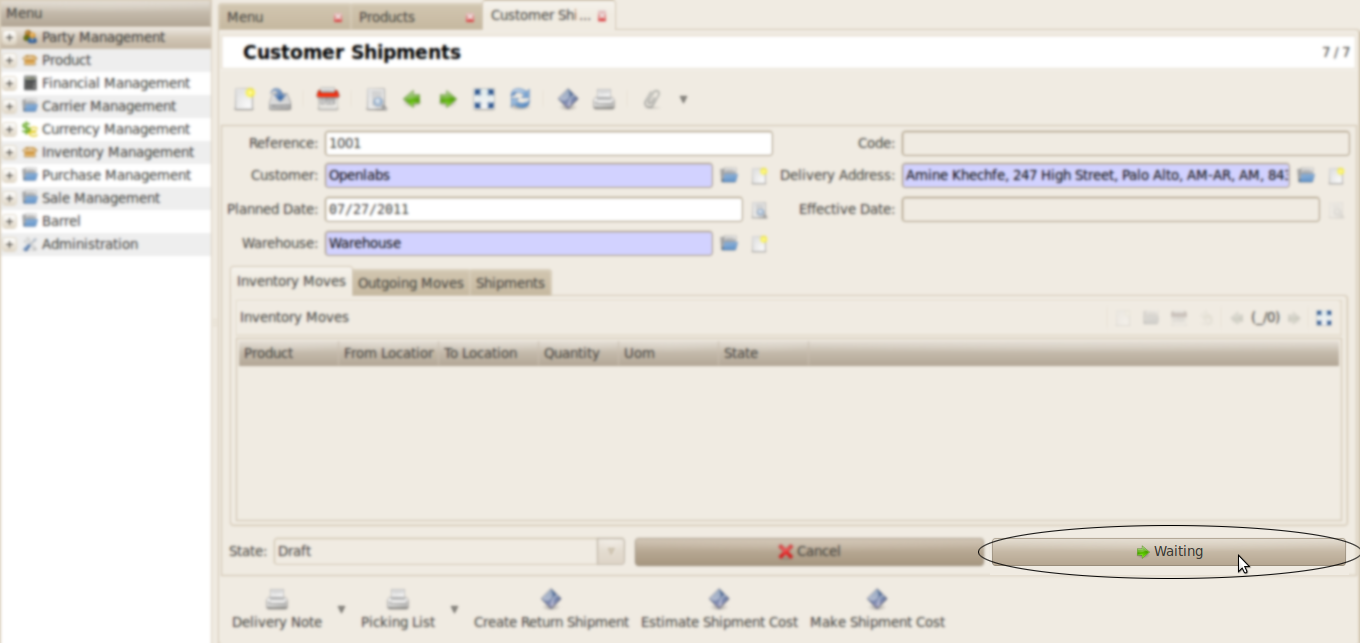 Menu
Party Management
Product
Financial Management
Carrier Management
Currency Management
Inventory Management
Purchase Management
Sale Management
Barrel
Administration
Menu Products Customer Shi ...
Customer Shipments 7 / 7
Reference: 1001 Code:
Customer: Openlabs Delivery Address: Amine Khechfe, 247 High Street, Palo Alto, AM-AR, AM, 843
Planned Date: 07/27/2011 Effective Date:
Warehouse: Warehouse
Inventory Moves Outgoing Moves Shipments
Inventory Moves (_/0)
Product From Location To Location Quantity Uom State
State: Draft Cancel Waiting
Delivery Note Picking List Create Return Shipment Estimate Shipment Cost Make Shipment Cost